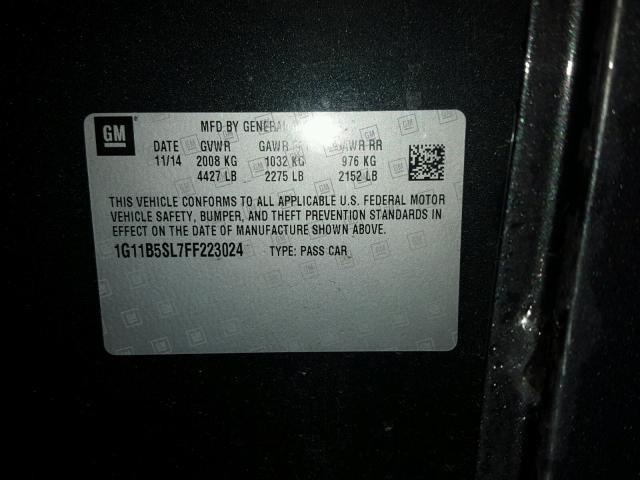 GM
MFD BY GENERAL
DATE GVWR GAWR GAWR RR
11/14 2008 KG 1032 KG 976 KG
4427 LB 2275 LB 2152 LB
THIS VEHICLE CONFORMS TO ALL APPLICABLE U.S. FEDERAL MOTOR
VEHICLE SAFETY, BUMPER, AND THEFT PREVENTION STANDARDS IN
EFFECT ON THE DATE OF MANUFACTURE SHOWN ABOVE.
1G11B5SL7FF223024 TYPE: PASS CAR